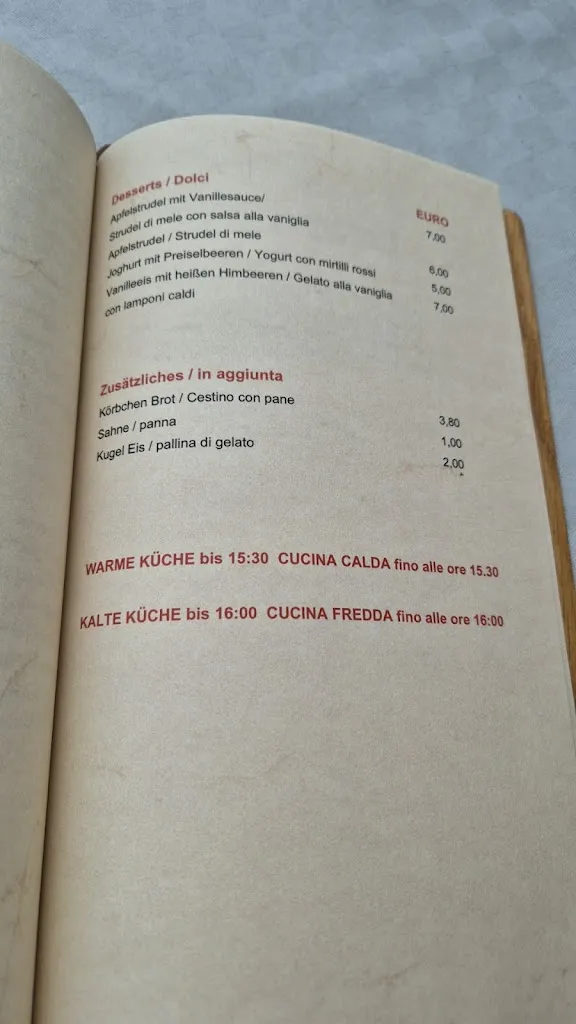 Desserts / Dolci
EURO
Apfelstrudel mit Vanillesauce/
Strudel di mele con salsa alla vaniglia 7,00
Apfelstrudel / Strudel di mele 6,00
Joghurt mit Preiselbeeren / Yogurt con mirtilli rossi 5,00
Vanilleeis mit heißen Himbeeren / Gelato alla vaniglia 7,00
con lamponi caldi
Zusätzliches / in aggiunta
Körbchen Brot / Cestino con pane 3,80
Sahne / panna 1,00
Kugel Eis / pallina di gelato 2,00
WARME KÜCHE bis 15:30 CUCINA CALDA fino alle ore 15.30
KALTE KÜCHE bis 16:00 CUCINA FREDDA fino alle ore 16:00